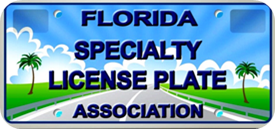 FLORIDA
SPECIALTY
LICENSE PLATE
ASSOCIATION